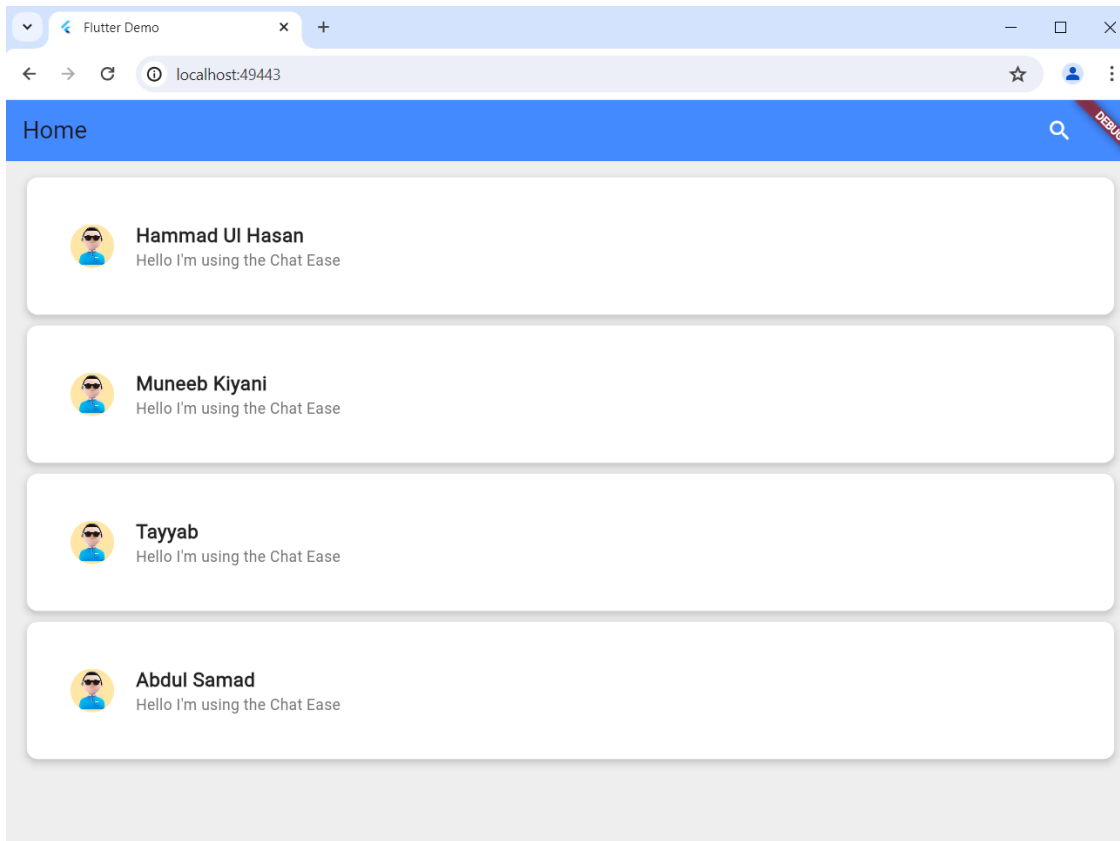 Flutter Demo
localhost:49443
Home
DEBUG
Hammad Ul Hasan
Hello I'm using the Chat Ease
Muneeb Kiyani
Hello I'm using the Chat Ease
Tayyab
Hello I'm using the Chat Ease
Abdul Samad
Hello I'm using the Chat Ease